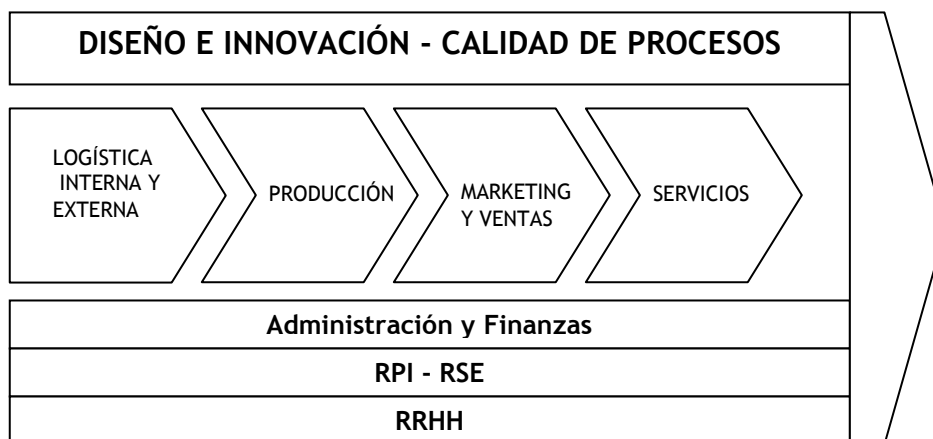 DISEÑO E INNOVACIÓN - CALIDAD DE PROCESOS
LOGÍSTICA
INTERNA Y
EXTERNA
PRODUCCIÓN
MARKETING
Y VENTAS
SERVICIOS
Administración y Finanzas
RPI - RSE
RRHH